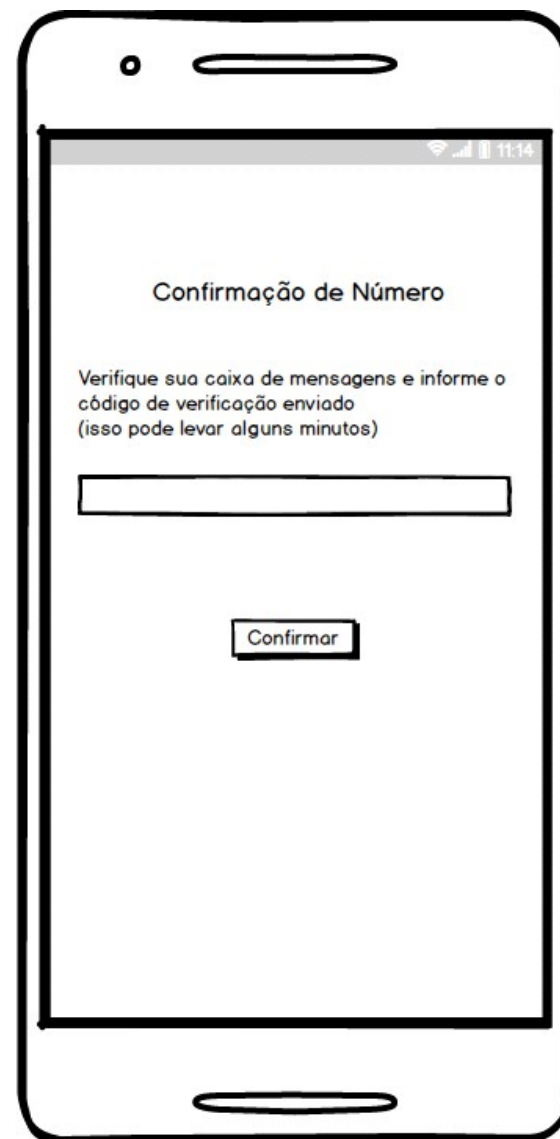 11:14
Confirmação de Número
Verifique sua caixa de mensagens e informe o
código de verificação enviado
(isso pode levar alguns minutos)
Confirmar